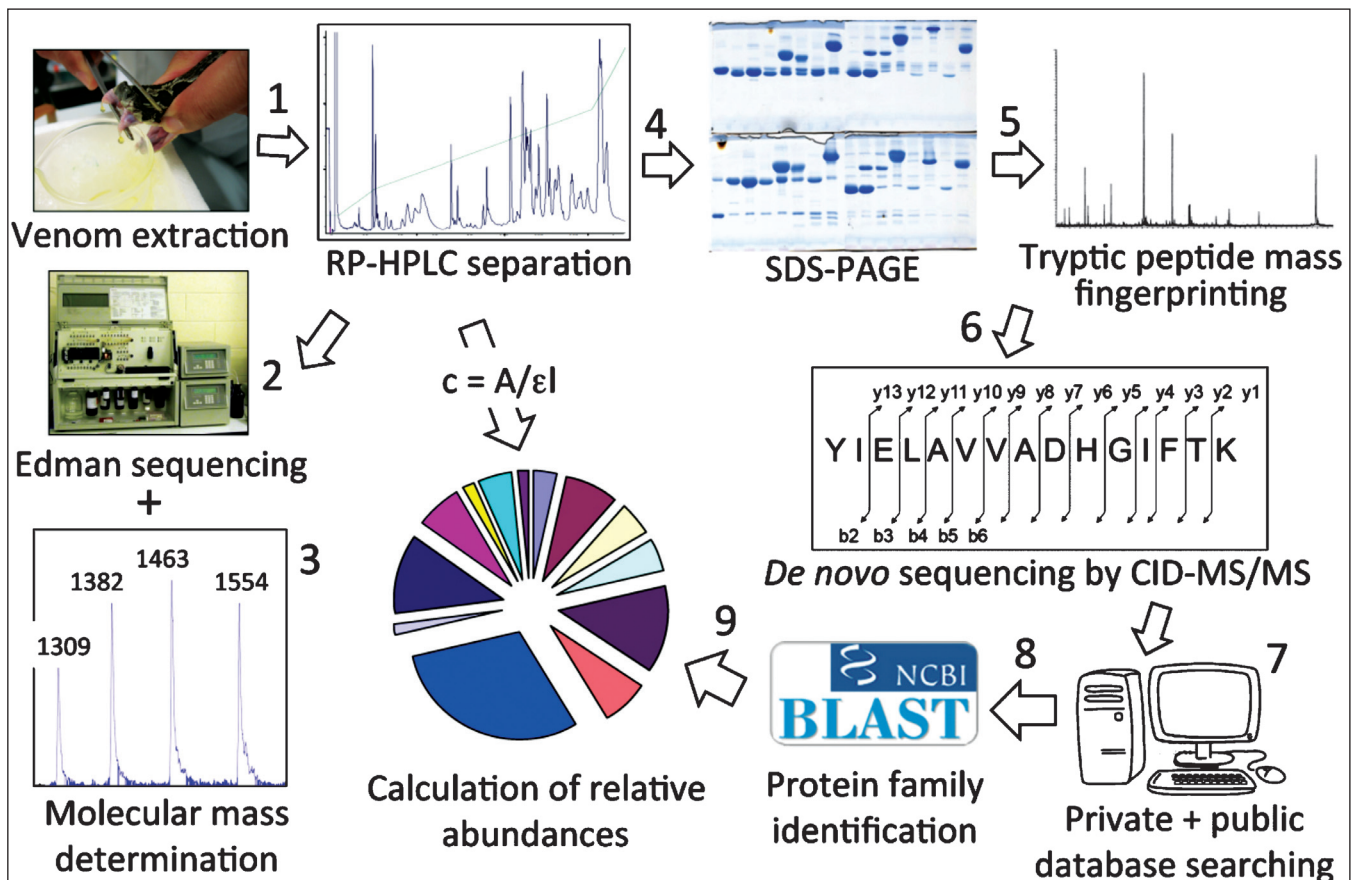 1
Venom extraction
RP-HPLC separation
4
SDS-PAGE
5
Tryptic peptide mass
fingerprinting
2
Edman sequencing
+
c = A/εl
6
y13 y12 y11 y10 y9 y8 y7 y6 y5 y4 y3 y2 y1
YIELAVVADHGIFTK
b2 b3 b4 b5 b6
De novo sequencing by CID-MS/MS
3
1309
1382
1463
1554
Molecular mass
determination
7
Private + public
database searching
8
NCBI
BLAST
Protein family
identification
9
Calculation of relative
abundances